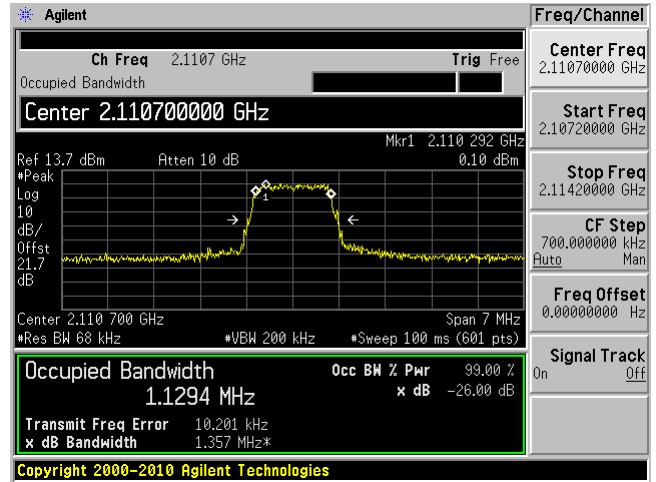 Agilent
Freq/Channel
Ch Freq 2.1107 GHz Trig Free
Occupied Bandwidth
Center 2.110700000 GHz
Mkr1 2.110 292 GHz
Ref 13.7 dBm Atten 10 dB 0.10 dBm
#Peak
Log
10
dB/
Offst
21.7
dB
1
Center 2.110 700 GHz Span 7 MHz
#Res BW 68 kHz #VBW 200 kHz #Sweep 100 ms (601 pts)
Occupied Bandwidth Occ BW % Pwr 99.00 %
1.1294 MHz x dB -26.00 dB
Transmit Freq Error 10.201 kHz
x dB Bandwidth 1.357 MHz*
Center Freq
2.11070000 GHz
Start Freq
2.10720000 GHz
Stop Freq
2.11420000 GHz
CF Step
700.000000 kHz
Auto Man
Freq Offset
0.00000000 Hz
Signal Track
On Off
Copyright 2000-2010 Agilent Technologies